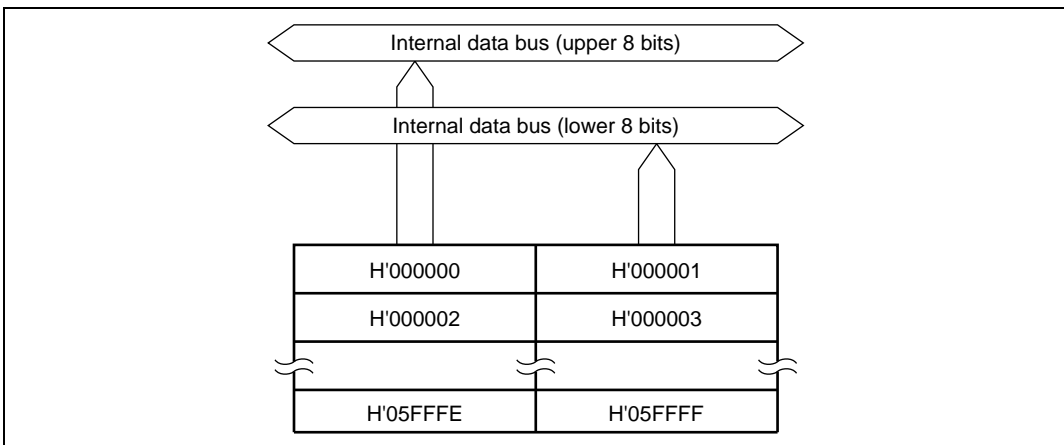 Internal data bus (upper 8 bits)
Internal data bus (lower 8 bits)
H'000000 H'000001
H'000002 H'000003
H'05FFFE H'05FFFF